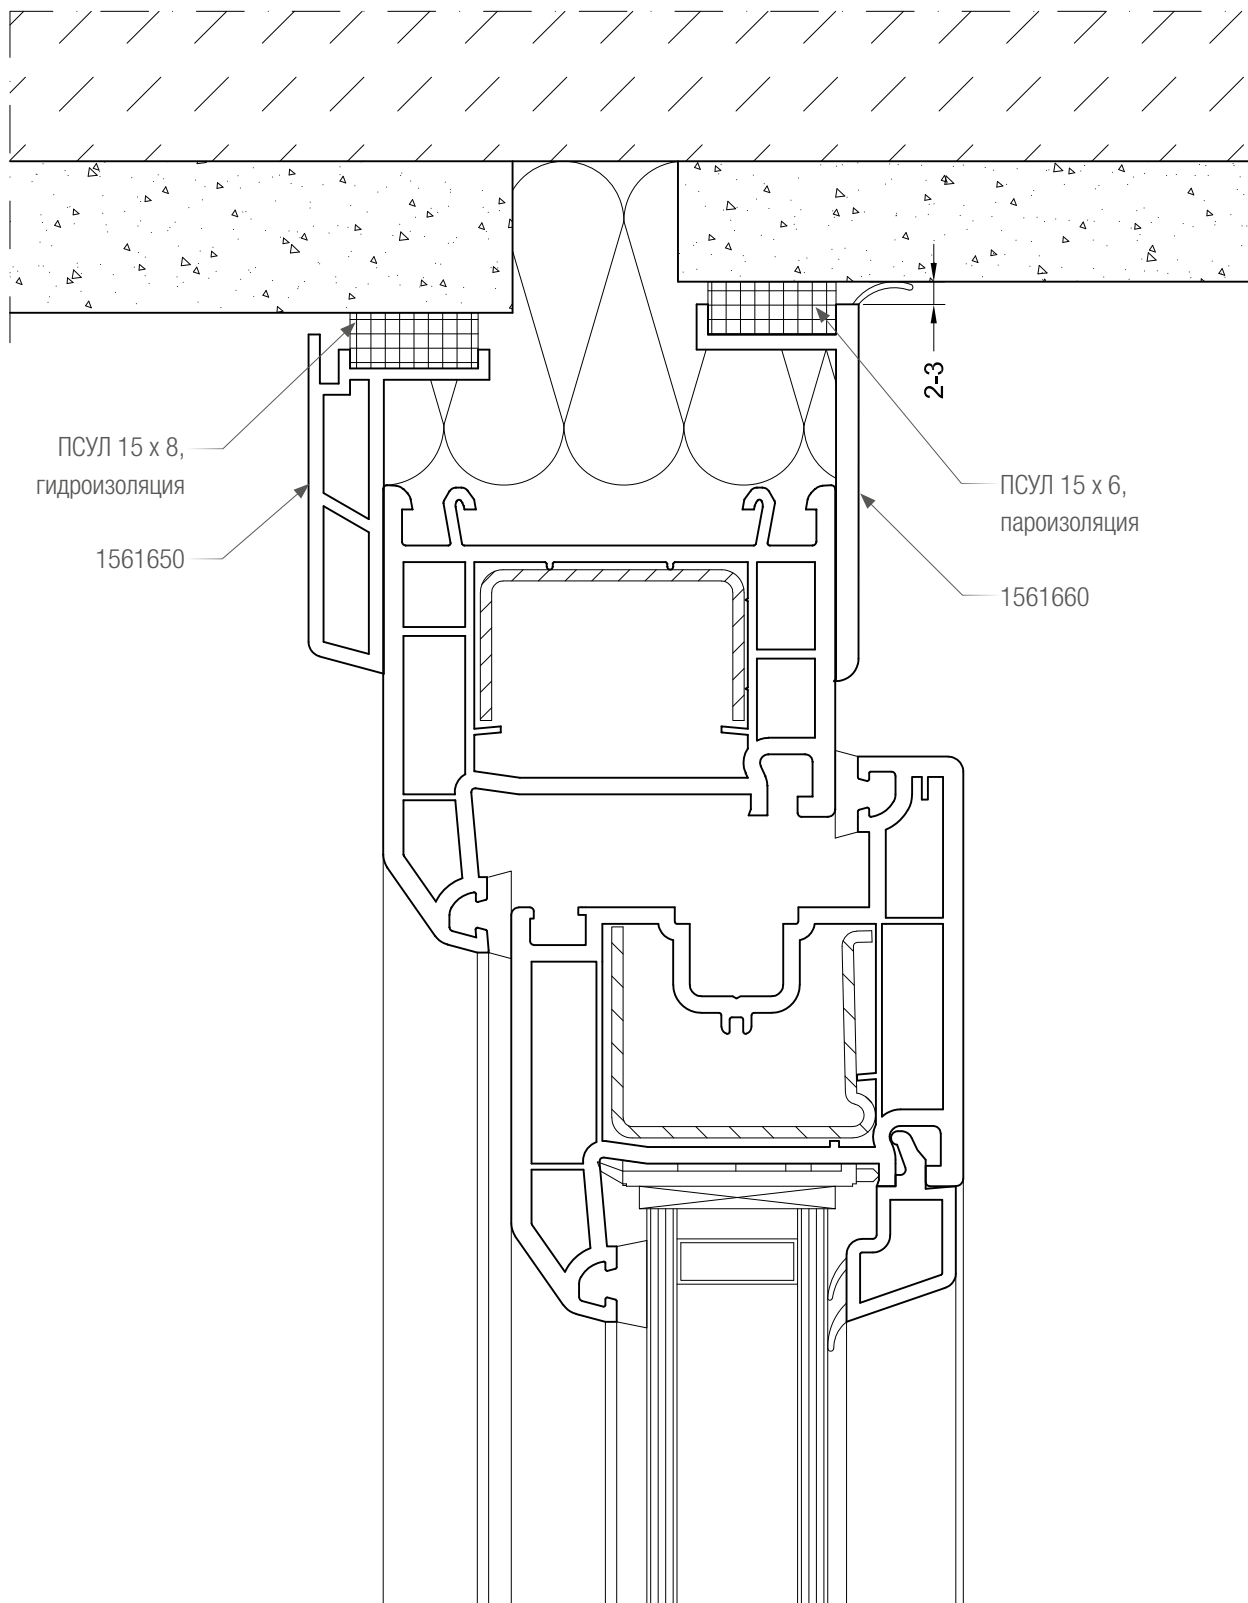 2-3
ПСУЛ 15 x 8,
гидроизоляция
1561650
ПСУЛ 15 x 6,
пароизоляция
1561660